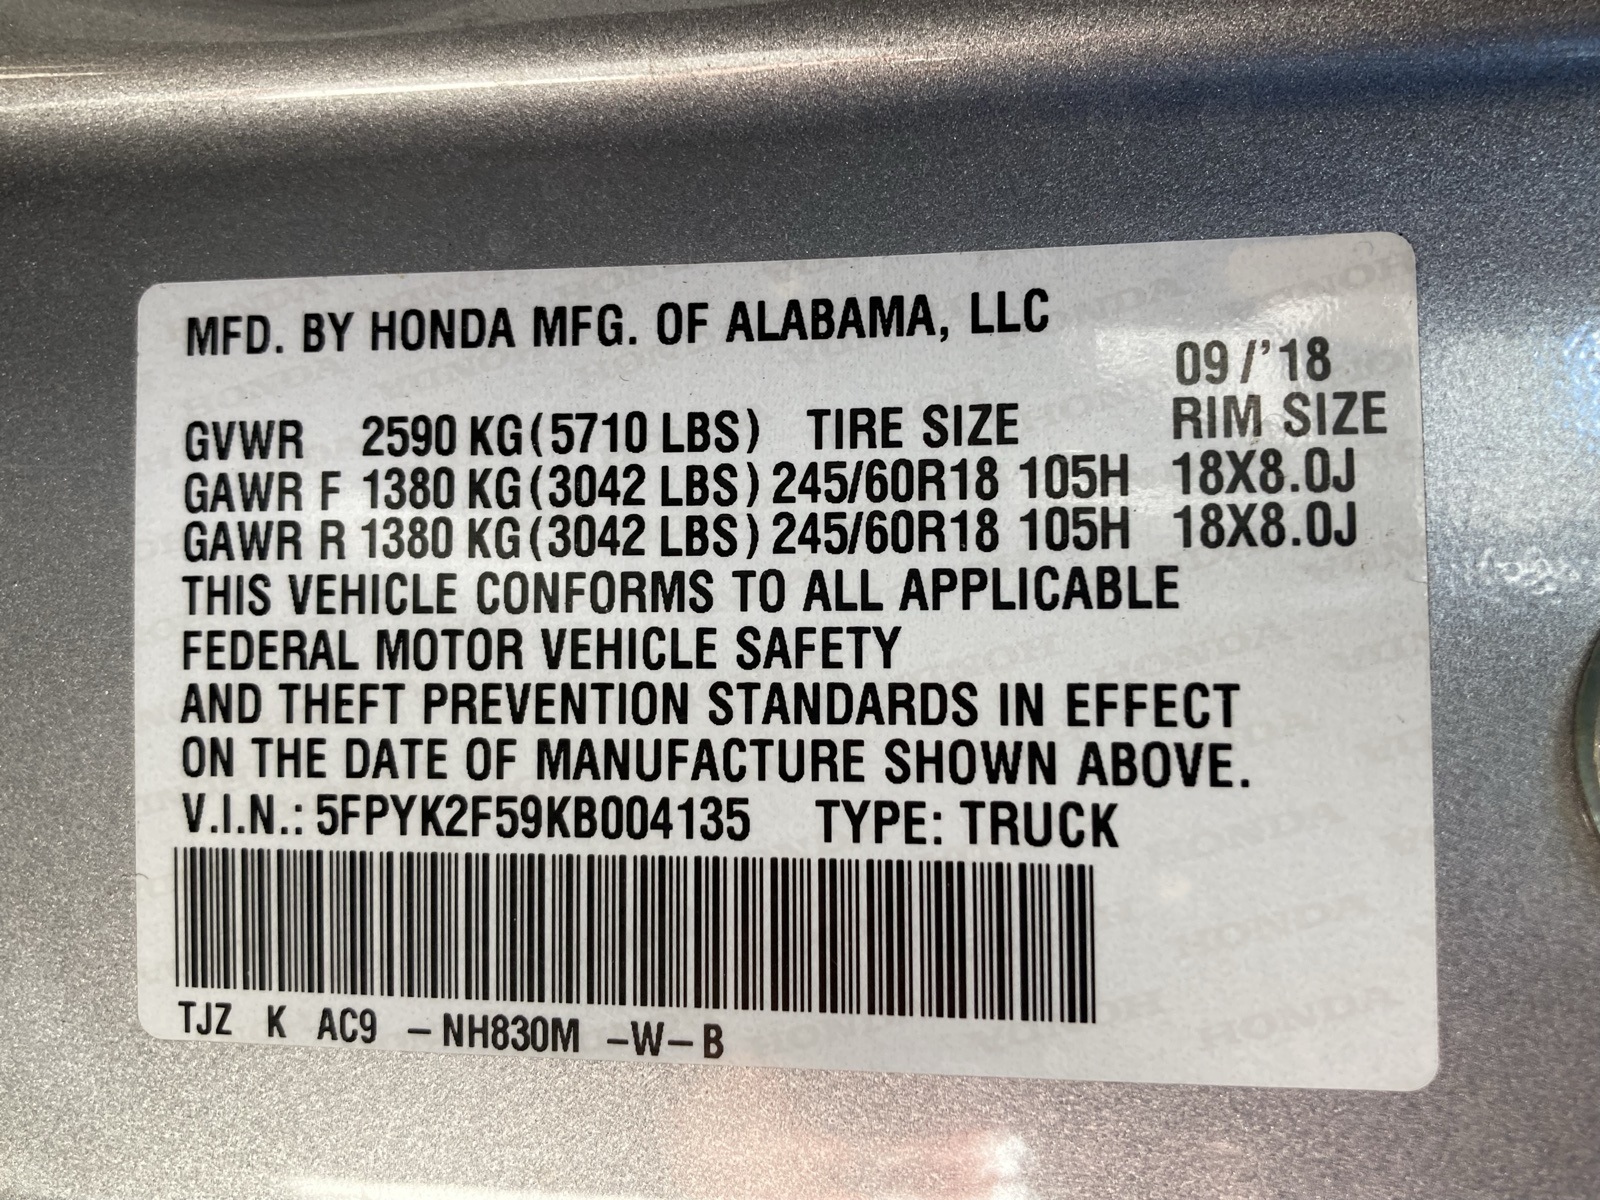 MFD. BY HONDA MFG. OF ALABAMA, LLC
09/'18
GVWR 2590 KG(5710 LBS) TIRE SIZE RIM SIZE
GAWR F 1380 KG(3042 LBS) 245/60R18 105H 18X8.0J
GAWR R 1380 KG(3042 LBS) 245/60R18 105H 18X8.0J
THIS VEHICLE CONFORMS TO ALL APPLICABLE
FEDERAL MOTOR VEHICLE SAFETY
AND THEFT PREVENTION STANDARDS IN EFFECT
ON THE DATE OF MANUFACTURE SHOWN ABOVE.
V.I.N.: 5FPYK2F59KB004135 TYPE: TRUCK
TJZ K AC9 -NH830M -W-B